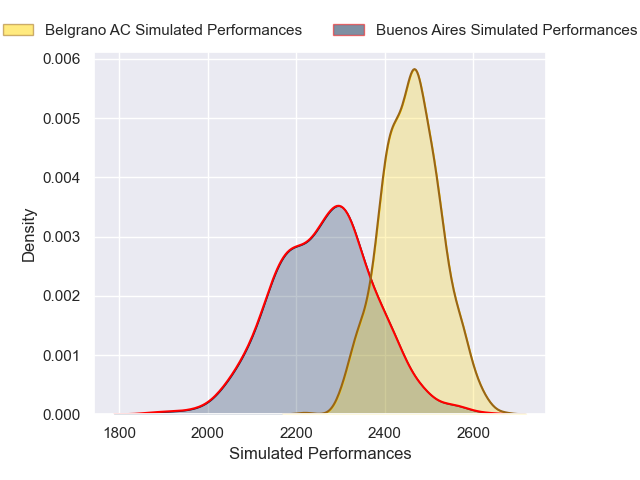 Belgrano AC Simulated Performances
Buenos Aires Simulated Performances
0.006
0.005
0.004
0.003
0.002
0.001
0.000
Density
1800 2000 2200 2400 2600
Simulated Performances